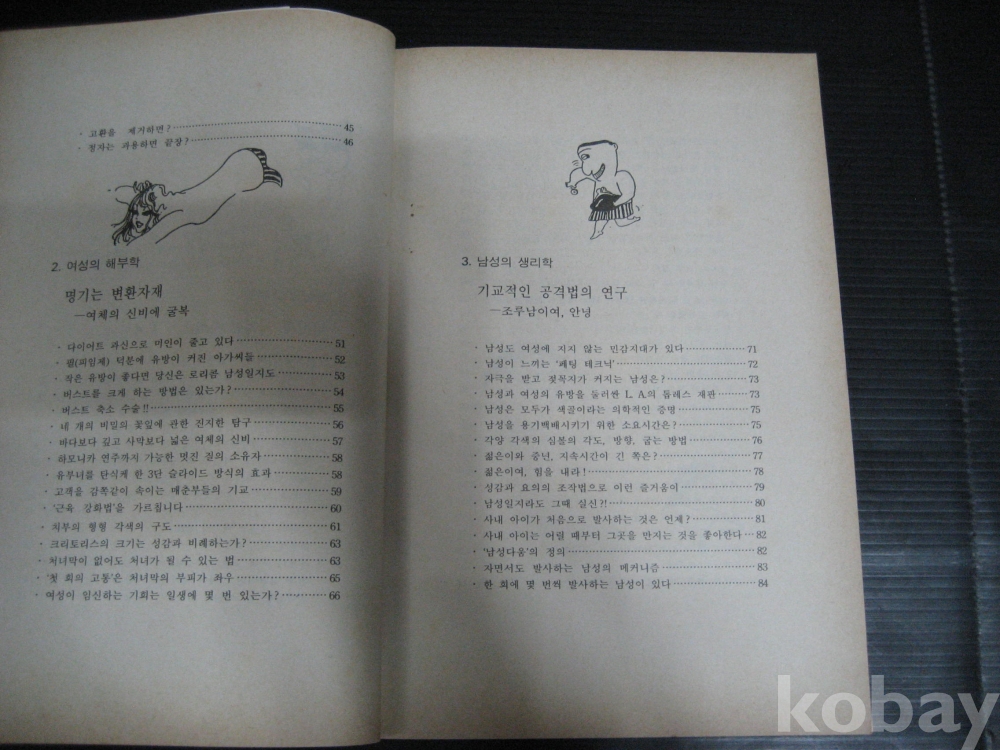 · 고환을 제거하면? 45
· 정자는 과용하면 끝장? 46
2. 여성의 해부학
명기는 변환자재
—여체의 신비에 굴복
· 다이어트 과신으로 미인이 줄고 있다 51
· 필(피임제) 덕분에 유방이 커진 아가씨들 52
· 작은 유방이 좋다면 당신은 로리콤 남성일지도 53
· 버스트를 크게 하는 방법은 있는가? 54
· 버스트 축소 수술!! 55
· 네 개의 비밀의 꽃잎에 관한 진지한 탐구 56
· 바다보다 깊고 사막보다 넓은 여체의 신비 57
· 하모니카 연주까지 가능한 멋진 질의 소유자 58
· 유부녀를 단식케 한 3단 슬라이드 방식의 효과 58
· 고객을 감쪽같이 속이는 매춘부들의 기교 59
· '근육 강화법'을 가르칩니다 60
· 치부의 형형 각색의 구도 61
· 크리토리스의 크기는 성감과 비례하는가? 63
· 처녀막이 없어도 처녀가 될 수 있는 법 63
· '첫 회의 고통'은 처녀막의 부피가 좌우 65
· 여성이 임신하는 기회는 일생에 몇 번 있는가? 66
3. 남성의 생리학
기교적인 공격법의 연구
—조루남이여, 안녕
· 남성도 여성에 지지 않는 민감지대가 있다 71
· 남성이 느끼는 '페팅 테크닉' 72
· 자극을 받고 젖목지가 커지는 남성은? 73
· 남성과 여성의 유방을 둘러싼 L. A.의 톱레스 재판 73
· 남성은 모두가 색골이라는 의학적인 증명 75
· 남성을 용기백배시키기 위한 소요시간은? 75
· 각양 각색의 심볼의 각도, 방향, 굽는 방법 76
· 젊은이와 중년, 지속시간이 긴 쪽은? 77
· 젊은이여, 힘을 내라! 78
· 성감과 요의의 조작법으로 이런 즐거움이 79
· 남성일지라도 그때 실신?! 80
· 사내 아이가 처음으로 발사하는 것은 언제? 81
· 사내 아이는 어릴 때부터 그곳을 만지는 것을 좋아한다 82
· '남성다움'의 정의 82
· 자면서도 발사하는 남성의 메커니즘 83
· 한 회에 몇 번씩 발사하는 남성이 있다 84
kobay